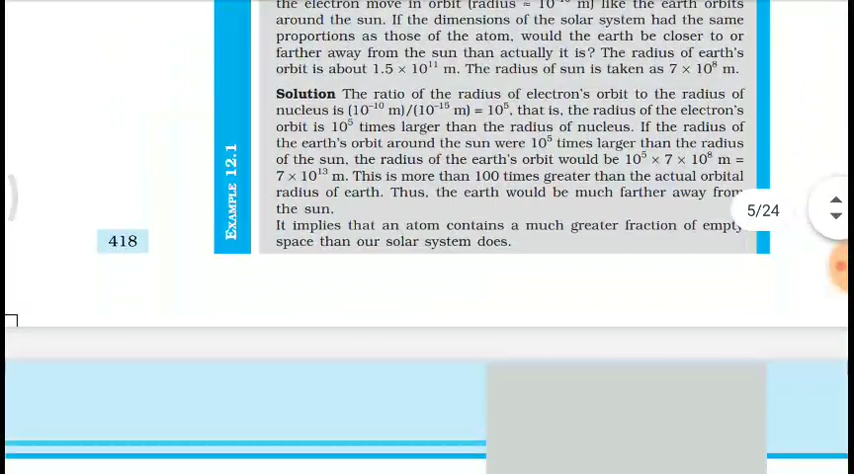 the electron move in orbit (radius ≈ 10⁻¹⁰ m) like the earth orbits
around the sun. If the dimensions of the solar system had the same
proportions as those of the atom, would the earth be closer to or
farther away from the sun than actually it is? The radius of earth's
orbit is about 1.5 × 10¹¹ m. The radius of sun is taken as 7 × 10⁸ m.
Solution The ratio of the radius of electron's orbit to the radius of
nucleus is (10⁻¹⁰ m)/(10⁻¹⁵ m) = 10⁵, that is, the radius of the electron's
orbit is 10⁵ times larger than the radius of nucleus. If the radius of
the earth's orbit around the sun were 10⁵ times larger than the radius
of the sun, the radius of the earth's orbit would be 10⁵ × 7 × 10⁸ m =
7 × 10¹³ m. This is more than 100 times greater than the actual orbital
radius of earth. Thus, the earth would be much farther away from
the sun.
It implies that an atom contains a much greater fraction of empty
space than our solar system does.
EXAMPLE 12.1
418
5/24